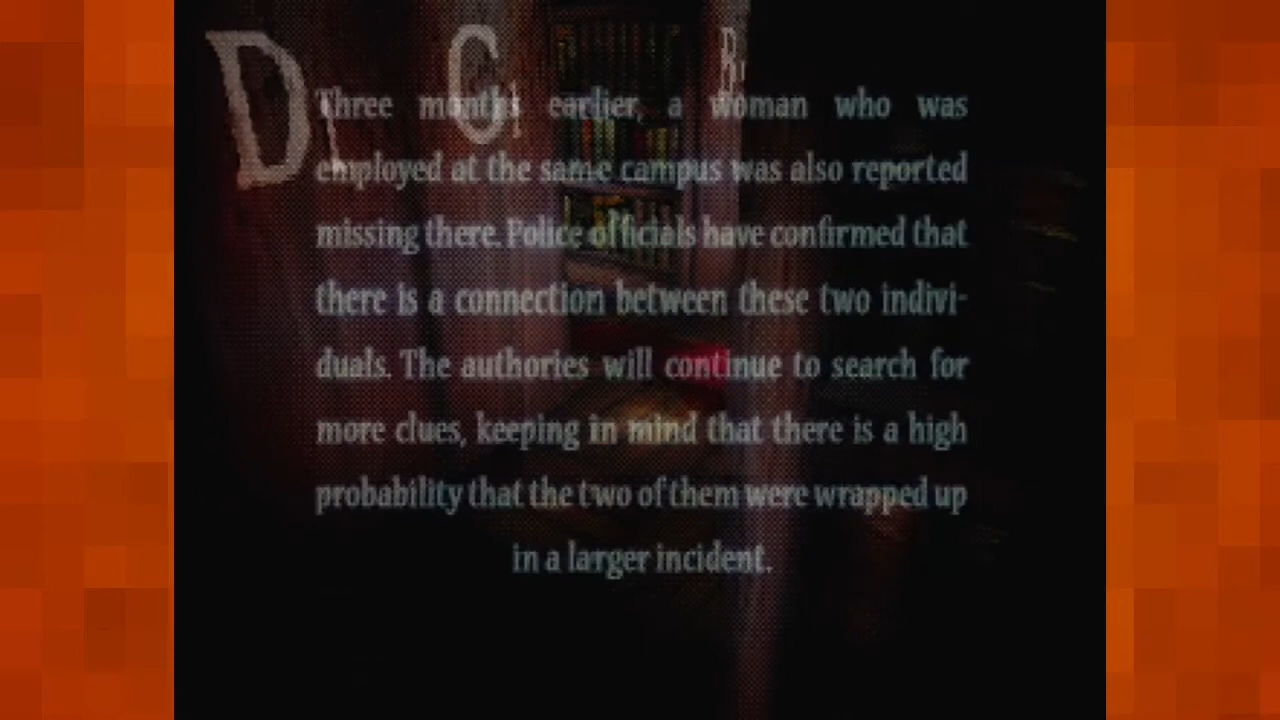 D1 C1 B1
Three months earlier, a woman who was
employed at the same campus was also reported
missing there. Police officials have confirmed that
there is a connection between these two indivi-
duals. The authories will continue to search for
more clues, keeping in mind that there is a high
probability that the two of them were wrapped up
in a larger incident.